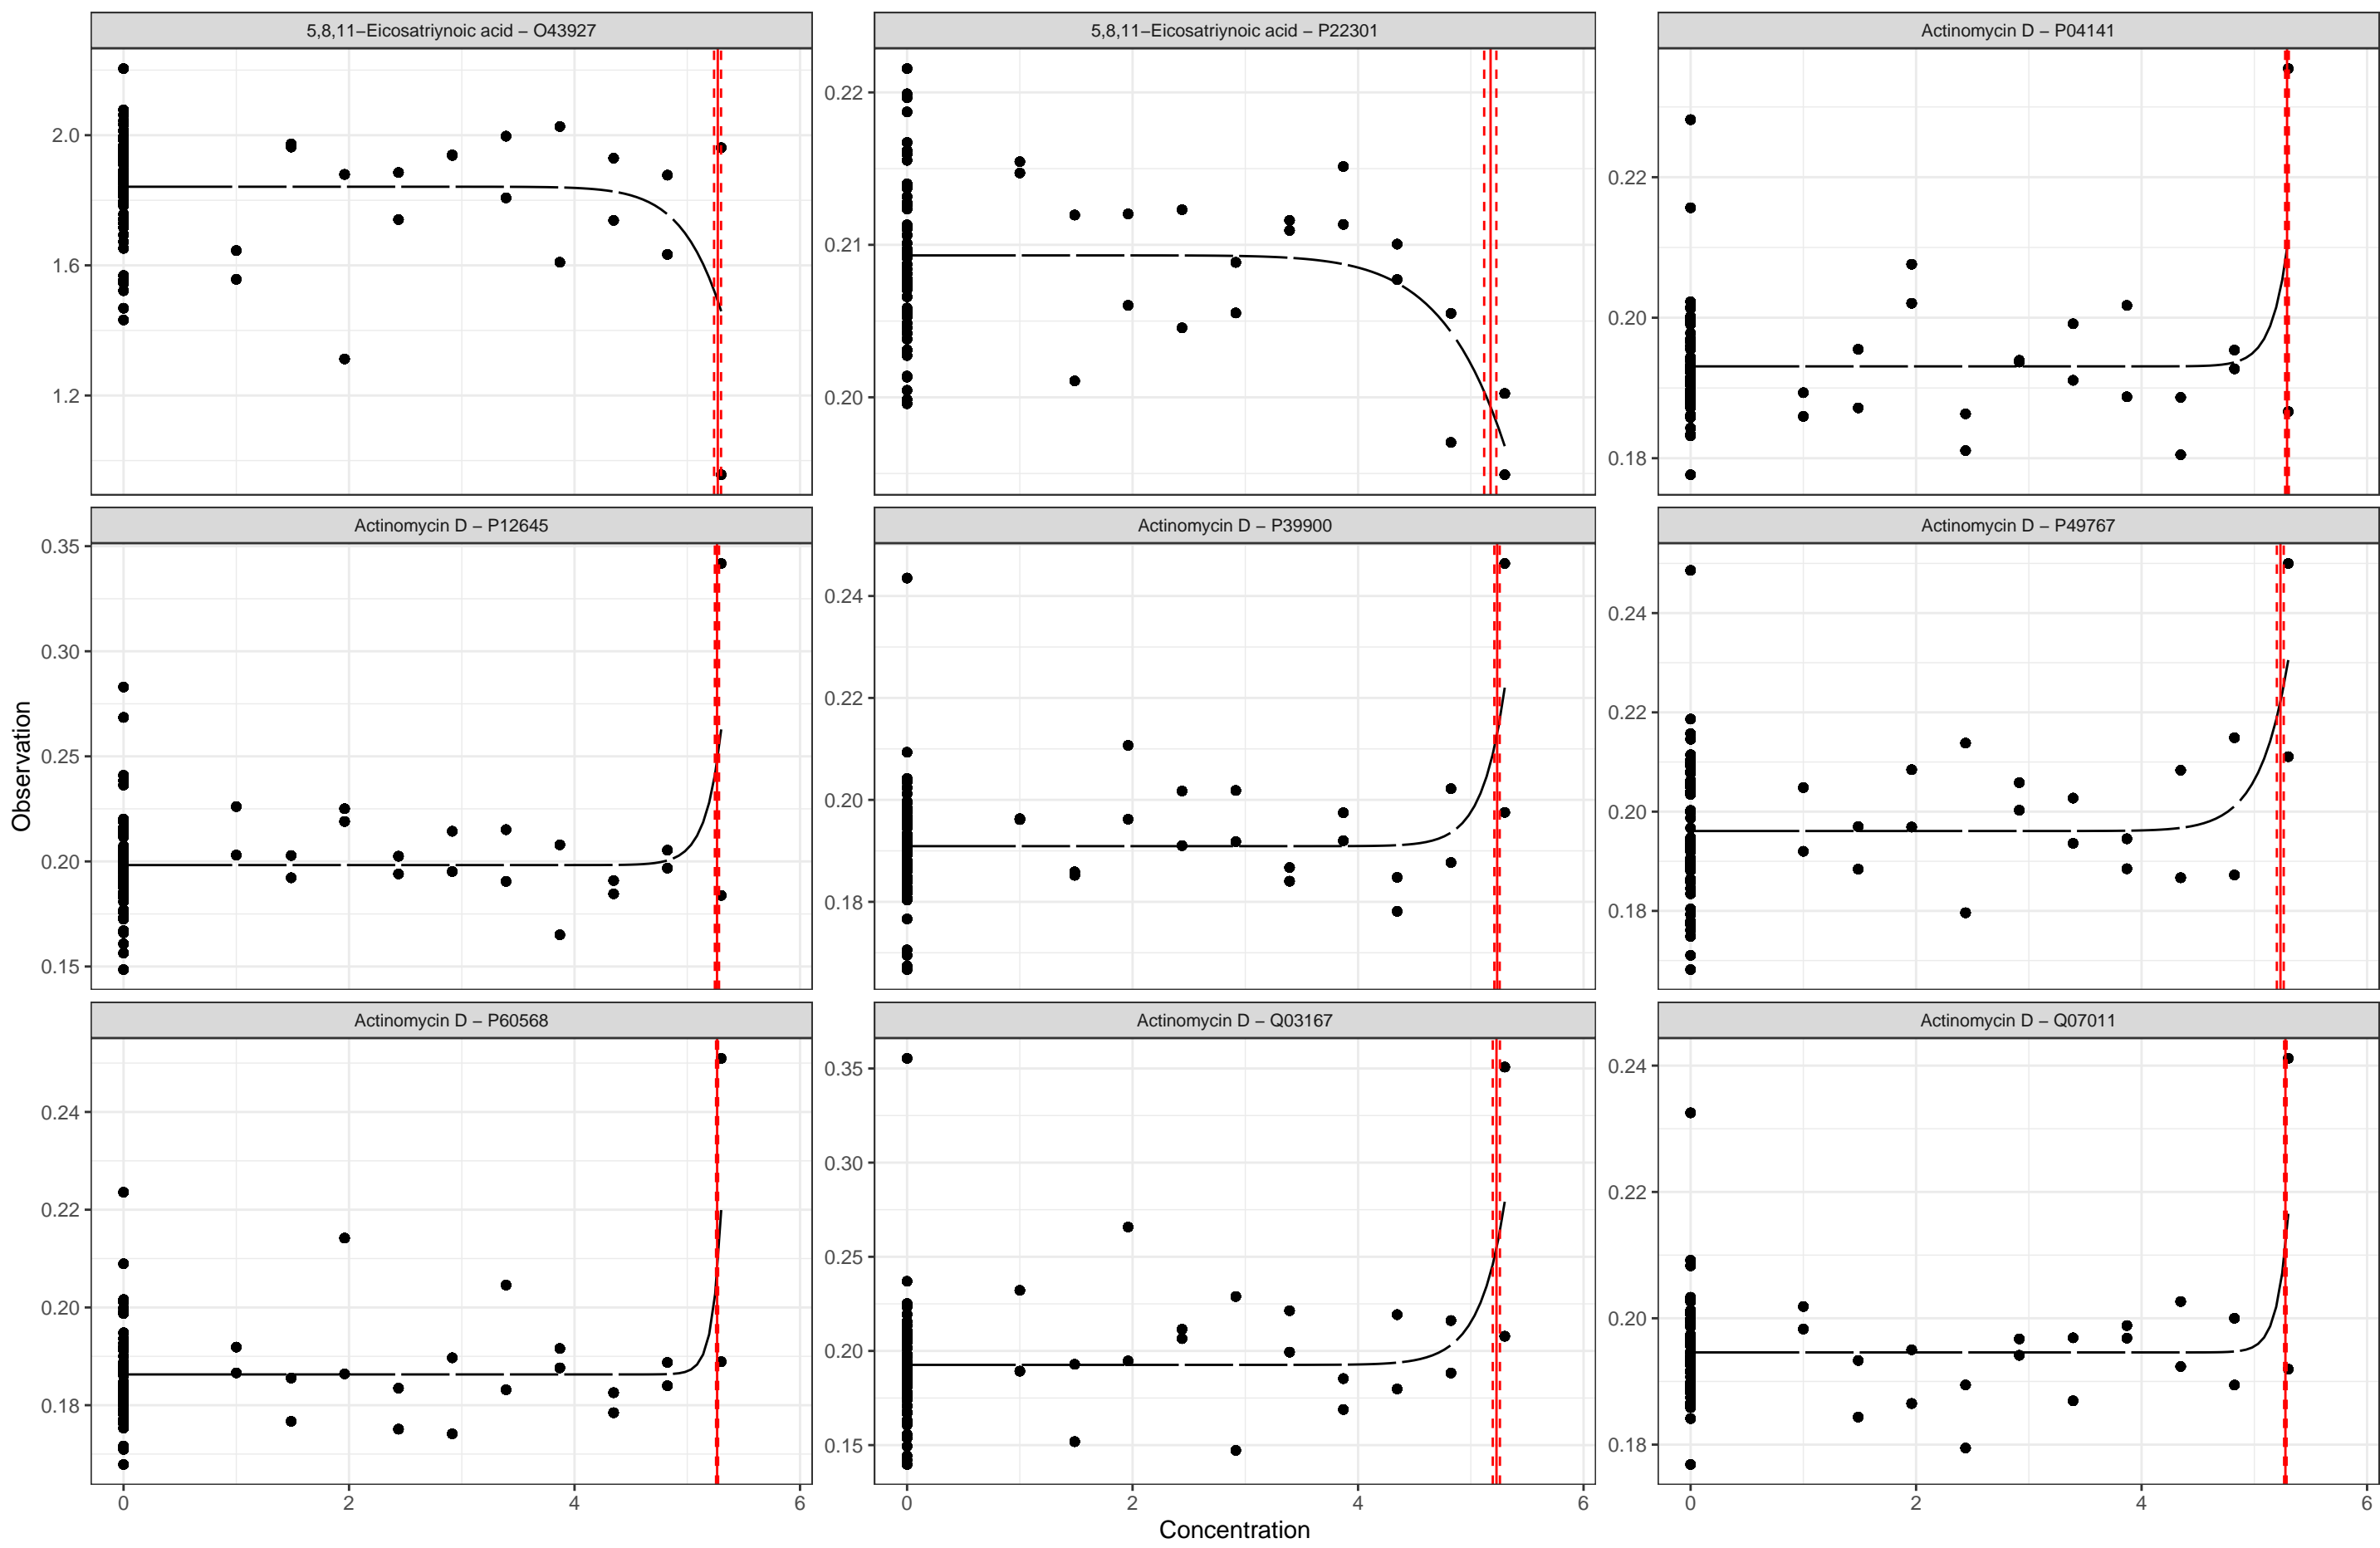 5,8,11−Eicosatriynoic acid − O43927
5,8,11−Eicosatriynoic acid − P22301
Actinomycin D − P04141
2.0
1.6
1.2
0.22
0.21
0.20
0.22
0.20
0.18
Actinomycin D − P12645
Actinomycin D − P39900
Actinomycin D − P49767
0.35
0.30
0.25
0.20
0.15
0.24
0.22
0.20
0.18
0.24
0.22
0.20
0.18
Observation
Actinomycin D − P60568
Actinomycin D − Q03167
Actinomycin D − Q07011
0.24
0.22
0.20
0.18
0.35
0.30
0.25
0.20
0.15
0.24
0.22
0.20
0.18
0 2 4 6
0 2 4 6
0 2 4 6
Concentration